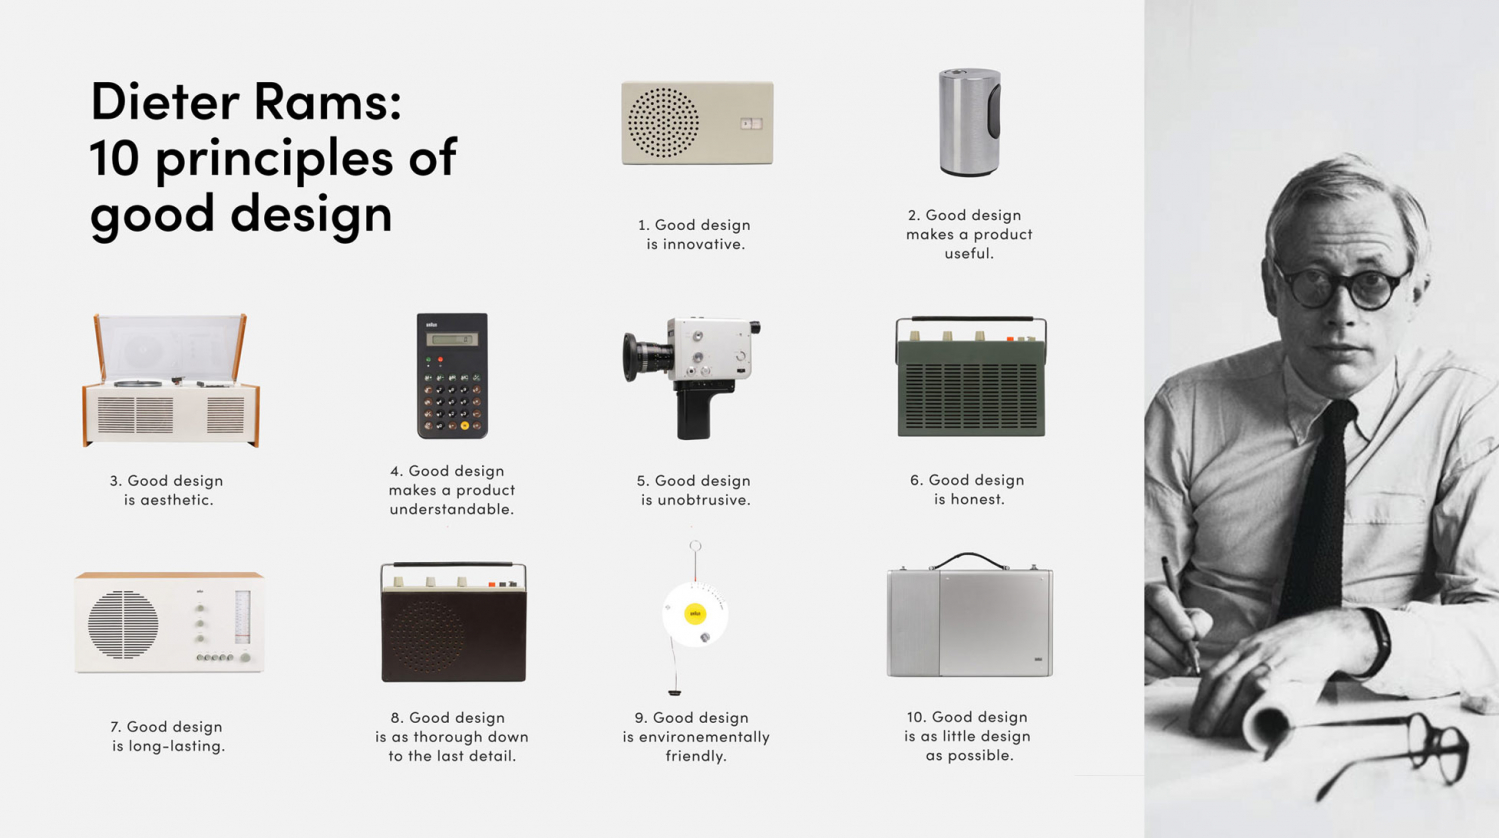 Dieter Rams:
10 principles of
good design
1. Good design
is innovative.
2. Good design
makes a product
useful.
3. Good design
is aesthetic.
4. Good design
makes a product
understandable.
5. Good design
is unobtrusive.
6. Good design
is honest.
7. Good design
is long-lasting.
8. Good design
is as thorough down
to the last detail.
9. Good design
is environementally
friendly.
10. Good design
is as little design
as possible.